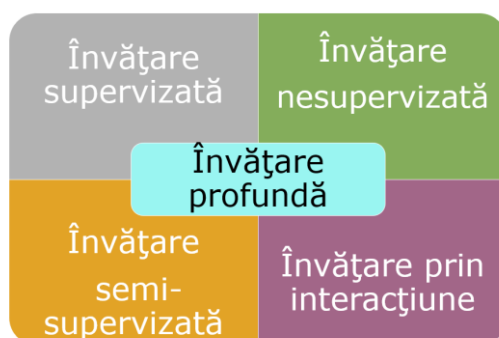 Învăţare
supervizată
Învăţare
nesupervizată
Învăţare
profundă
Învăţare
semi-
supervizată
Învăţare prin
interacţiune